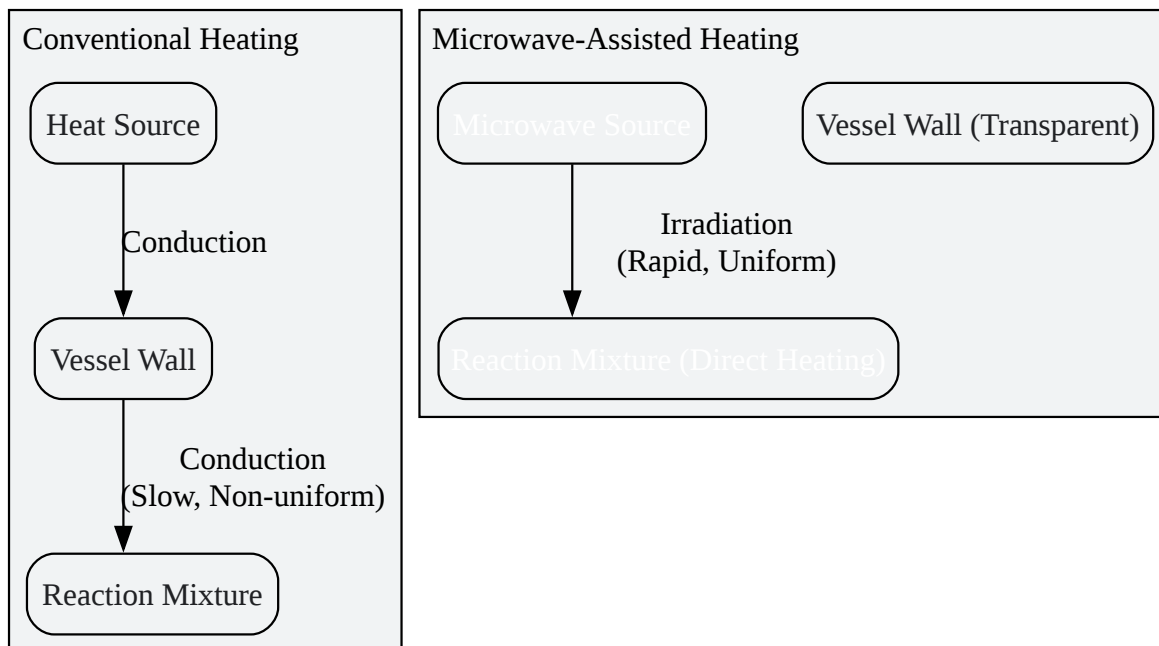 Conventional Heating
Heat Source
Conduction
Vessel Wall
Conduction
(Slow, Non-uniform)
Reaction Mixture
Microwave-Assisted Heating
Microwave Source
Vessel Wall (Transparent)
Irradiation
(Rapid, Uniform)
Reaction Mixture (Direct Heating)